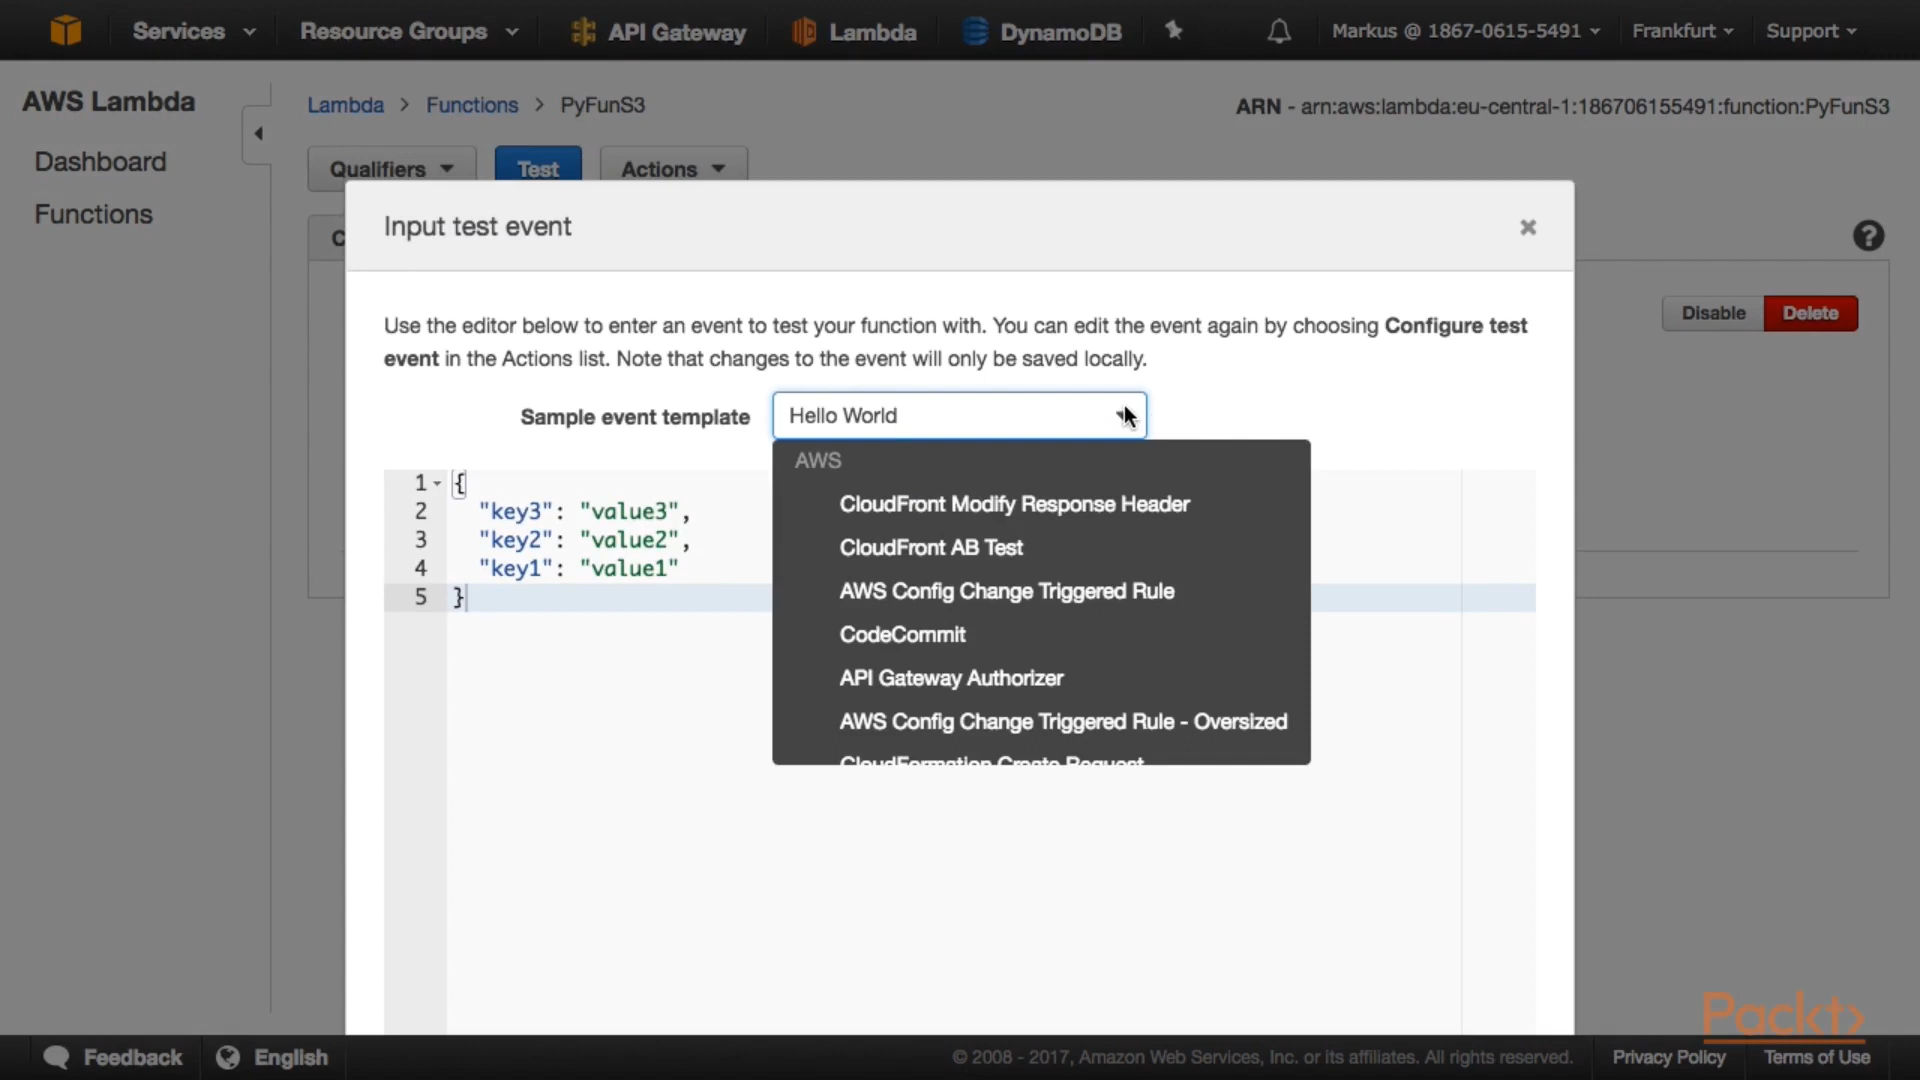 Services
Resource Groups
API Gateway
Lambda
DynamoDB
Markus @ 1867-0615-5491
Frankfurt
Support
AWS Lambda
Dashboard
Functions
Lambda > Functions > PyFunS3
ARN - arn:aws:lambda:eu-central-1:186706155491:function:PyFunS3
Qualifiers
Test
Actions
C
Disable
Delete
Input test event
Use the editor below to enter an event to test your function with. You can edit the event again by choosing Configure test
event in the Actions list. Note that changes to the event will only be saved locally.
Sample event template
Hello World
AWS
CloudFront Modify Response Header
CloudFront AB Test
AWS Config Change Triggered Rule
CodeCommit
API Gateway Authorizer
AWS Config Change Triggered Rule - Oversized
CloudFormation Create Request
1 {
2 "key3": "value3",
3 "key2": "value2",
4 "key1": "value1"
5 }
Packt>
Feedback
English
© 2008 - 2017, Amazon Web Services, Inc. or its affiliates. All rights reserved.
Privacy Policy
Terms of Use